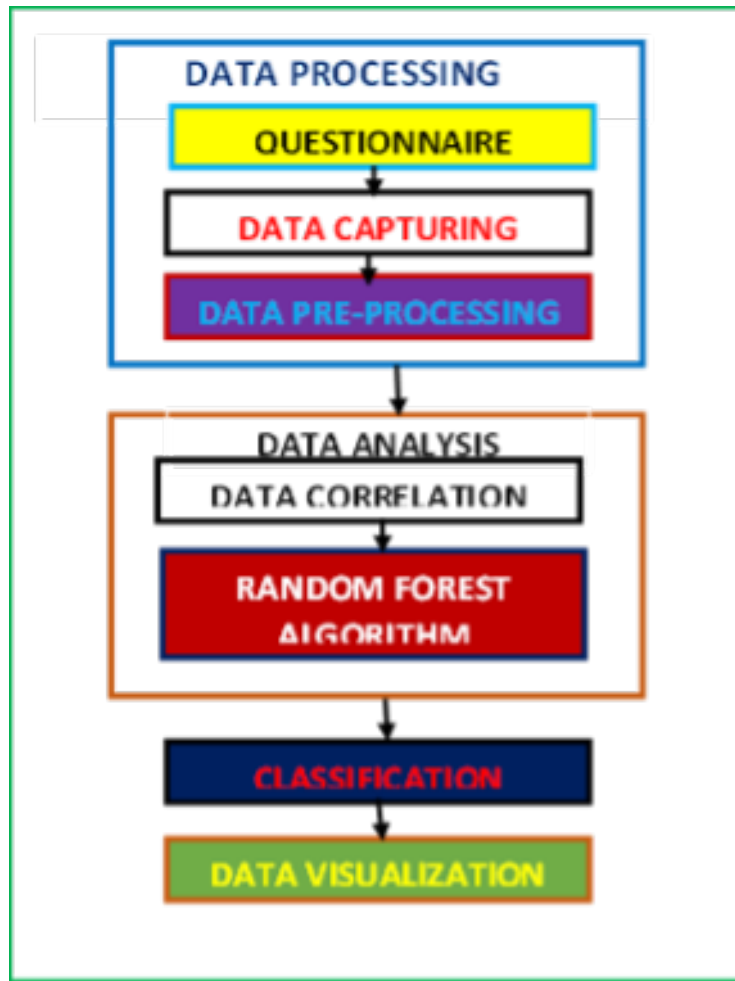 DATA PROCESSING
QUESTIONNAIRE
DATA CAPTURING
DATA PRE-PROCESSING
DATA ANALYSIS
DATA CORRELATION
RANDOM FOREST
ALGORITHM
CLASSIFICATION
DATA VISUALIZATION